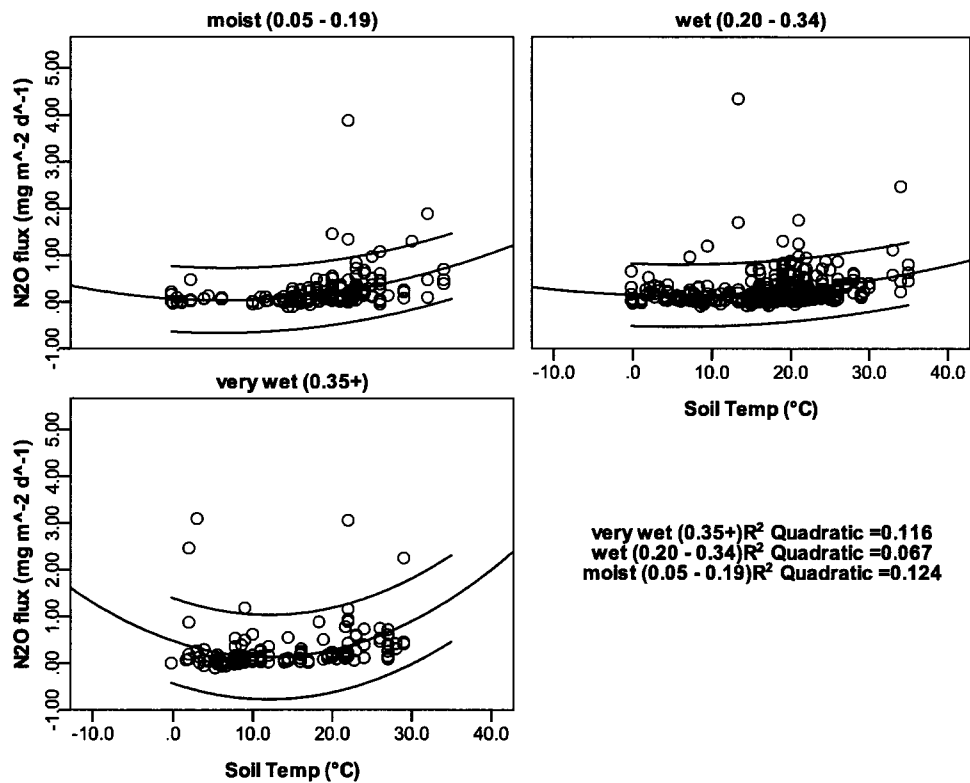 moist (0.05 - 0.19)
wet (0.20 - 0.34)
N2O flux (mg m^-2 d^-1)
5.00
4.00
3.00
2.00
1.00
.00
-1.00
-10.0 .0 10.0 20.0 30.0 40.0
Soil Temp (°C)
very wet (0.35+)
N2O flux (mg m^-2 d^-1)
5.00
4.00
3.00
2.00
1.00
.00
-1.00
-10.0 .0 10.0 20.0 30.0 40.0
Soil Temp (°C)
very wet (0.35+)R² Quadratic =0.116
wet (0.20 - 0.34)R² Quadratic =0.067
moist (0.05 - 0.19)R² Quadratic =0.124